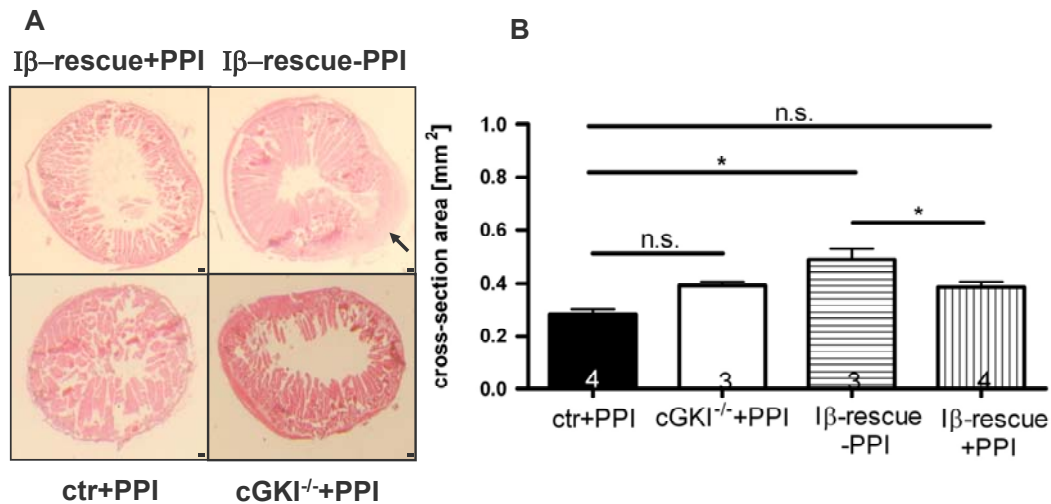 A
Iβ–rescue+PPI Iβ–rescue-PPI
ctr+PPI cGKI-/-+PPI
B
cross-section area [mm 2]
1.0
0.8
0.6
0.4
0.2
0.0
n.s.
*
*
n.s.
4 3 3 4
ctr+PPI cGKI-/-+PPI Iβ-rescue -PPI Iβ-rescue +PPI